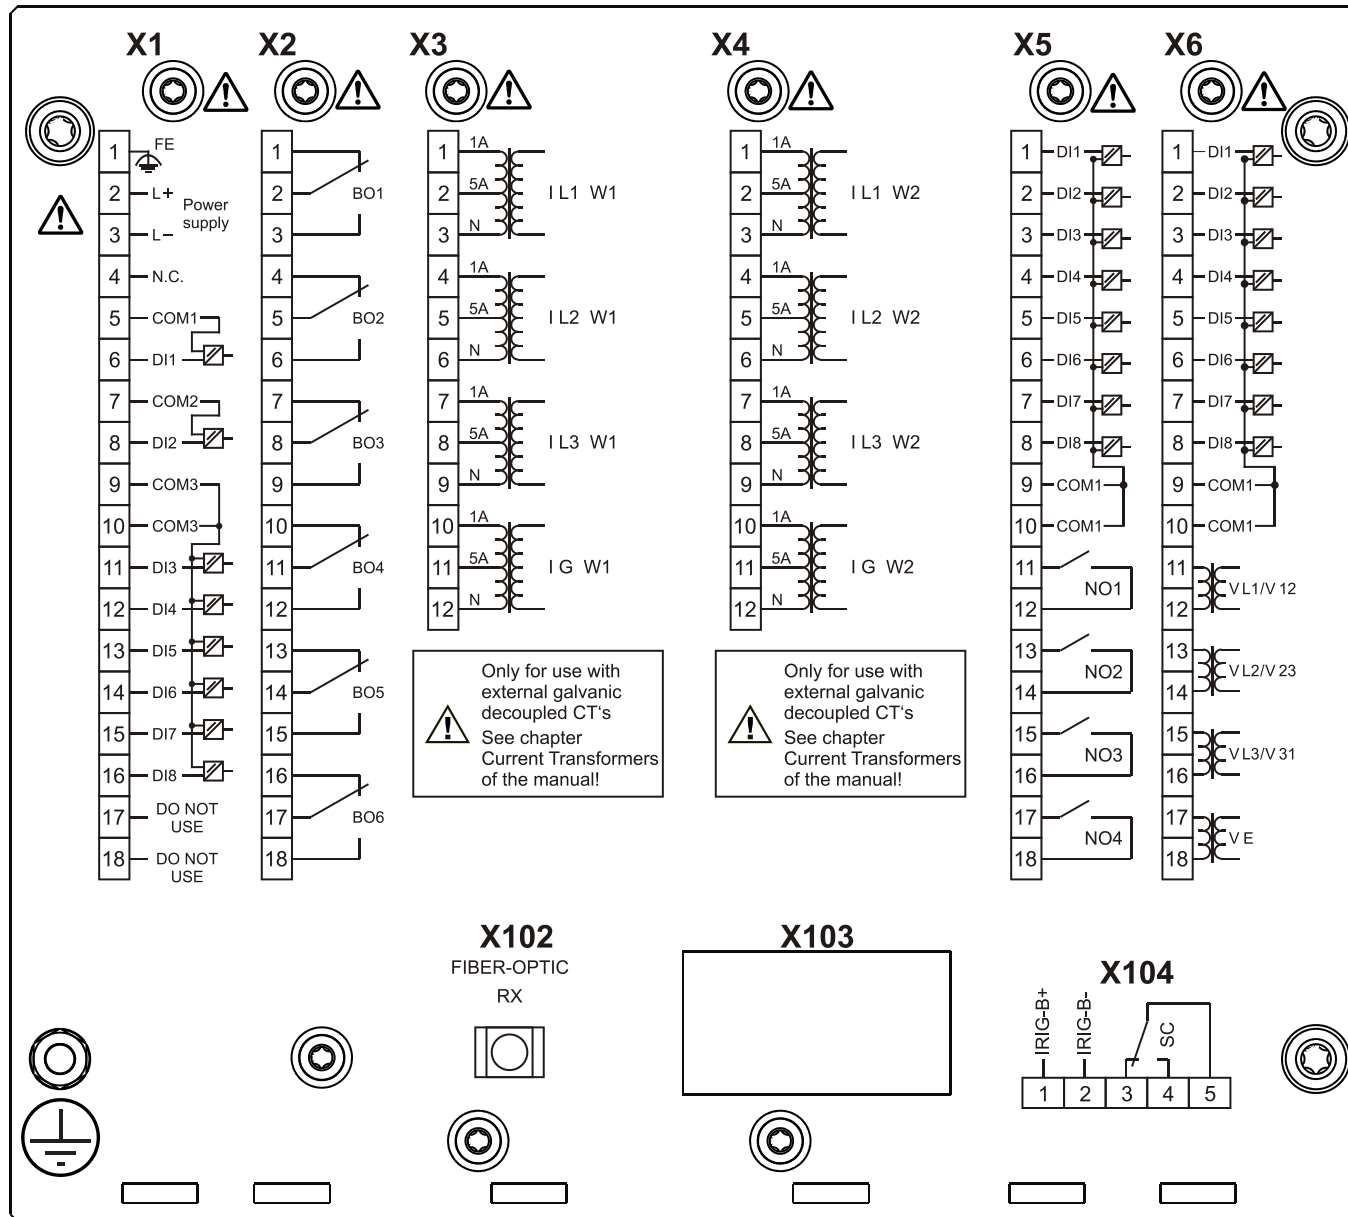 X1 X2 X3 X4 X5 X6
1 FE
2 L+ Power
supply
3 L−
4 N.C.
5 COM1
6 DI1
7 COM2
8 DI2
9 COM3
10 COM3
11 DI3
12 DI4
13 DI5
14 DI6
15 DI7
16 DI8
17 DO NOT
USE
18 DO NOT
USE
1
2 BO1
3
4
5 BO2
6
7
8 BO3
9
10
11 BO4
12
13
14 BO5
15
16
17 BO6
18
1 1A
2 5A I L1 W1
3 N
4 1A
5 5A I L2 W1
6 N
7 1A
8 5A I L3 W1
9 N
10 1A
11 5A I G W1
12 N
Only for use with
external galvanic
decoupled CT's
See chapter
Current Transformers
of the manual!
1 1A
2 5A I L1 W2
3 N
4 1A
5 5A I L2 W2
6 N
7 1A
8 5A I L3 W2
9 N
10 1A
11 5A I G W2
12 N
Only for use with
external galvanic
decoupled CT's
See chapter
Current Transformers
of the manual!
1 DI1
2 DI2
3 DI3
4 DI4
5 DI5
6 DI6
7 DI7
8 DI8
9 COM1
10 COM1
11
NO1
12
13
NO2
14
15
NO3
16
17
NO4
18
1 DI1
2 DI2
3 DI3
4 DI4
5 DI5
6 DI6
7 DI7
8 DI8
9 COM1
10 COM1
11
V L1/V 12
12
13
V L2/V 23
14
15
V L3/V 31
16
17
V E
18
X102
FIBER-OPTIC
RX
X103
X104
IRIG-B+
IRIG-B-
SC
1 2 3 4 5